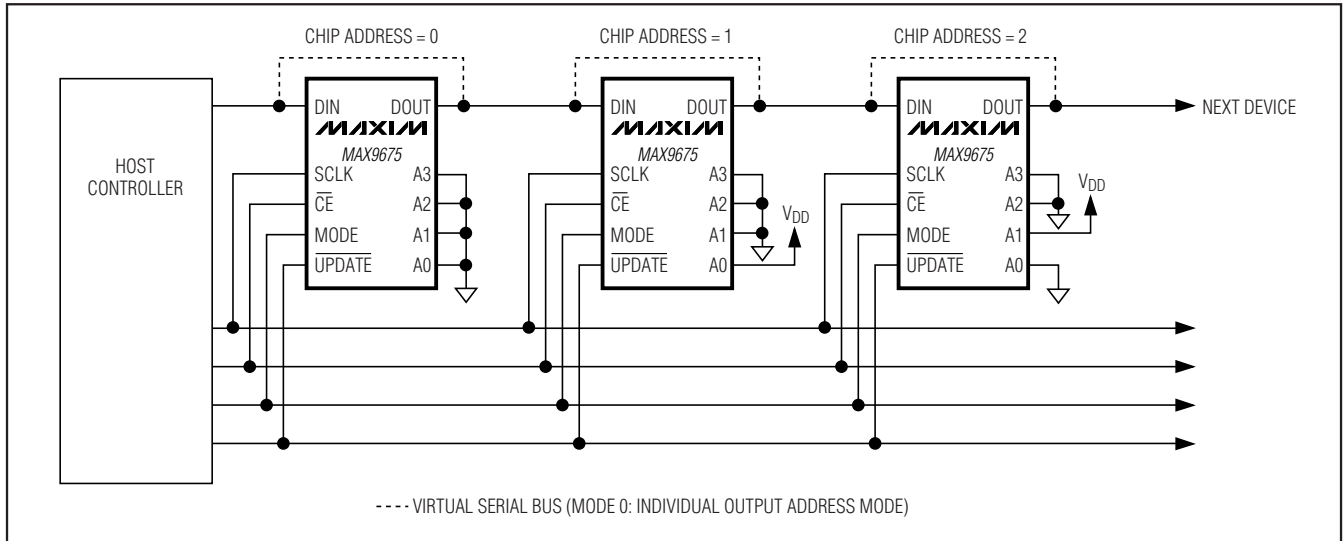 CHIP ADDRESS = 0
CHIP ADDRESS = 1
CHIP ADDRESS = 2
HOST
CONTROLLER
DIN DOUT
MAXIM
MAX9675
SCLK A3
CE A2
MODE A1
UPDATE A0
DIN DOUT
MAXIM
MAX9675
SCLK A3
CE A2
MODE A1
UPDATE A0
VDD
DIN DOUT
MAXIM
MAX9675
SCLK A3
CE A2
MODE A1
UPDATE A0
VDD
NEXT DEVICE
VIRTUAL SERIAL BUS (MODE 0: INDIVIDUAL OUTPUT ADDRESS MODE)